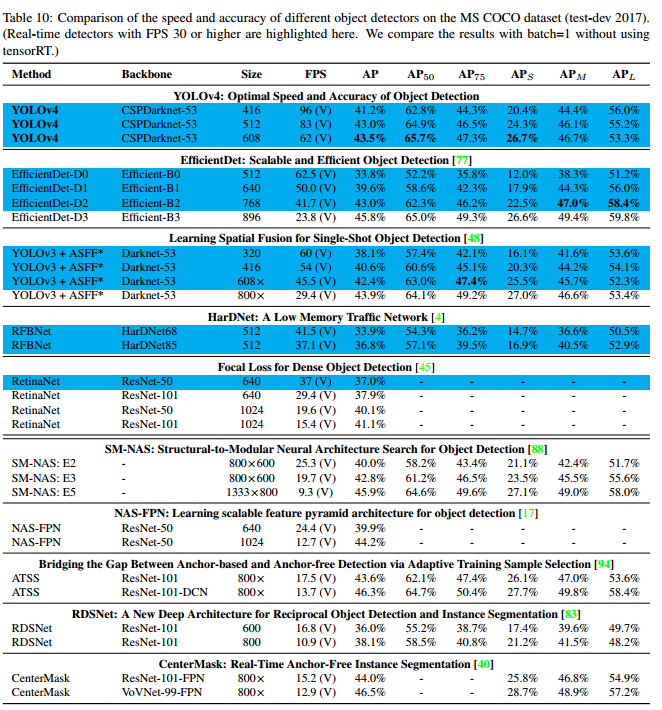 Table 10: Comparison of the speed and accuracy of different object detectors on the MS COCO dataset (test-dev 2017).
(Real-time detectors with FPS 30 or higher are highlighted here. We compare the results with batch=1 without using
tensorRT.)
Method Backbone Size FPS AP AP50 AP75 APS APM APL
YOLOv4: Optimal Speed and Accuracy of Object Detection
YOLOv4 CSPDarknet-53 416 96 (V) 41.2% 62.8% 44.3% 20.4% 44.4% 56.0%
YOLOv4 CSPDarknet-53 512 83 (V) 43.0% 64.9% 46.5% 24.3% 46.1% 55.2%
YOLOv4 CSPDarknet-53 608 62 (V) 43.5% 65.7% 47.3% 26.7% 46.7% 53.3%
EfficientDet: Scalable and Efficient Object Detection [77]
EfficientDet-D0 Efficient-B0 512 62.5 (V) 33.8% 52.2% 35.8% 12.0% 38.3% 51.2%
EfficientDet-D1 Efficient-B1 640 50.0 (V) 39.6% 58.6% 42.3% 17.9% 44.3% 56.0%
EfficientDet-D2 Efficient-B2 768 41.7 (V) 43.0% 62.3% 46.2% 22.5% 47.0% 58.4%
EfficientDet-D3 Efficient-B3 896 23.8 (V) 45.8% 65.0% 49.3% 26.6% 49.4% 59.8%
Learning Spatial Fusion for Single-Shot Object Detection [48]
YOLOv3 + ASFF* Darknet-53 320 60 (V) 38.1% 57.4% 42.1% 16.1% 41.6% 53.6%
YOLOv3 + ASFF* Darknet-53 416 54 (V) 40.6% 60.6% 45.1% 20.3% 44.2% 54.1%
YOLOv3 + ASFF* Darknet-53 608× 45.5 (V) 42.4% 63.0% 47.4% 25.5% 45.7% 52.3%
YOLOv3 + ASFF* Darknet-53 800× 29.4 (V) 43.9% 64.1% 49.2% 27.0% 46.6% 53.4%
HarDNet: A Low Memory Traffic Network [4]
RFBNet HarDNet68 512 41.5 (V) 33.9% 54.3% 36.2% 14.7% 36.6% 50.5%
RFBNet HarDNet85 512 37.1 (V) 36.8% 57.1% 39.5% 16.9% 40.5% 52.9%
Focal Loss for Dense Object Detection [45]
RetinaNet ResNet-50 640 37 (V) 37.0% - - - - -
RetinaNet ResNet-101 640 29.4 (V) 37.9% - - - - -
RetinaNet ResNet-50 1024 19.6 (V) 40.1% - - - - -
RetinaNet ResNet-101 1024 15.4 (V) 41.1% - - - - -
SM-NAS: Structural-to-Modular Neural Architecture Search for Object Detection [88]
SM-NAS: E2 - 800×600 25.3 (V) 40.0% 58.2% 43.4% 21.1% 42.4% 51.7%
SM-NAS: E3 - 800×600 19.7 (V) 42.8% 61.2% 46.5% 23.5% 45.5% 55.6%
SM-NAS: E5 - 1333×800 9.3 (V) 45.9% 64.6% 49.6% 27.1% 49.0% 58.0%
NAS-FPN: Learning scalable feature pyramid architecture for object detection [17]
NAS-FPN ResNet-50 640 24.4 (V) 39.9% - - - - -
NAS-FPN ResNet-50 1024 12.7 (V) 44.2% - - - - -
Bridging the Gap Between Anchor-based and Anchor-free Detection via Adaptive Training Sample Selection [94]
ATSS ResNet-101 800× 17.5 (V) 43.6% 62.1% 47.4% 26.1% 47.0% 53.6%
ATSS ResNet-101-DCN 800× 13.7 (V) 46.3% 64.7% 50.4% 27.7% 49.8% 58.4%
RDSNet: A New Deep Architecture for Reciprocal Object Detection and Instance Segmentation [83]
RDSNet ResNet-101 600 16.8 (V) 36.0% 55.2% 38.7% 17.4% 39.6% 49.7%
RDSNet ResNet-101 800 10.9 (V) 38.1% 58.5% 40.8% 21.2% 41.5% 48.2%
CenterMask: Real-Time Anchor-Free Instance Segmentation [40]
CenterMask ResNet-101-FPN 800× 15.2 (V) 44.0% - - 25.8% 46.8% 54.9%
CenterMask VoVNet-99-FPN 800× 12.9 (V) 46.5% - - 28.7% 48.9% 57.2%